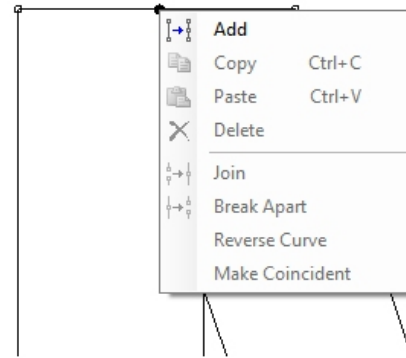 Add
Copy Ctrl+C
Paste Ctrl+V
Delete
Join
Break Apart
Reverse Curve
Make Coincident